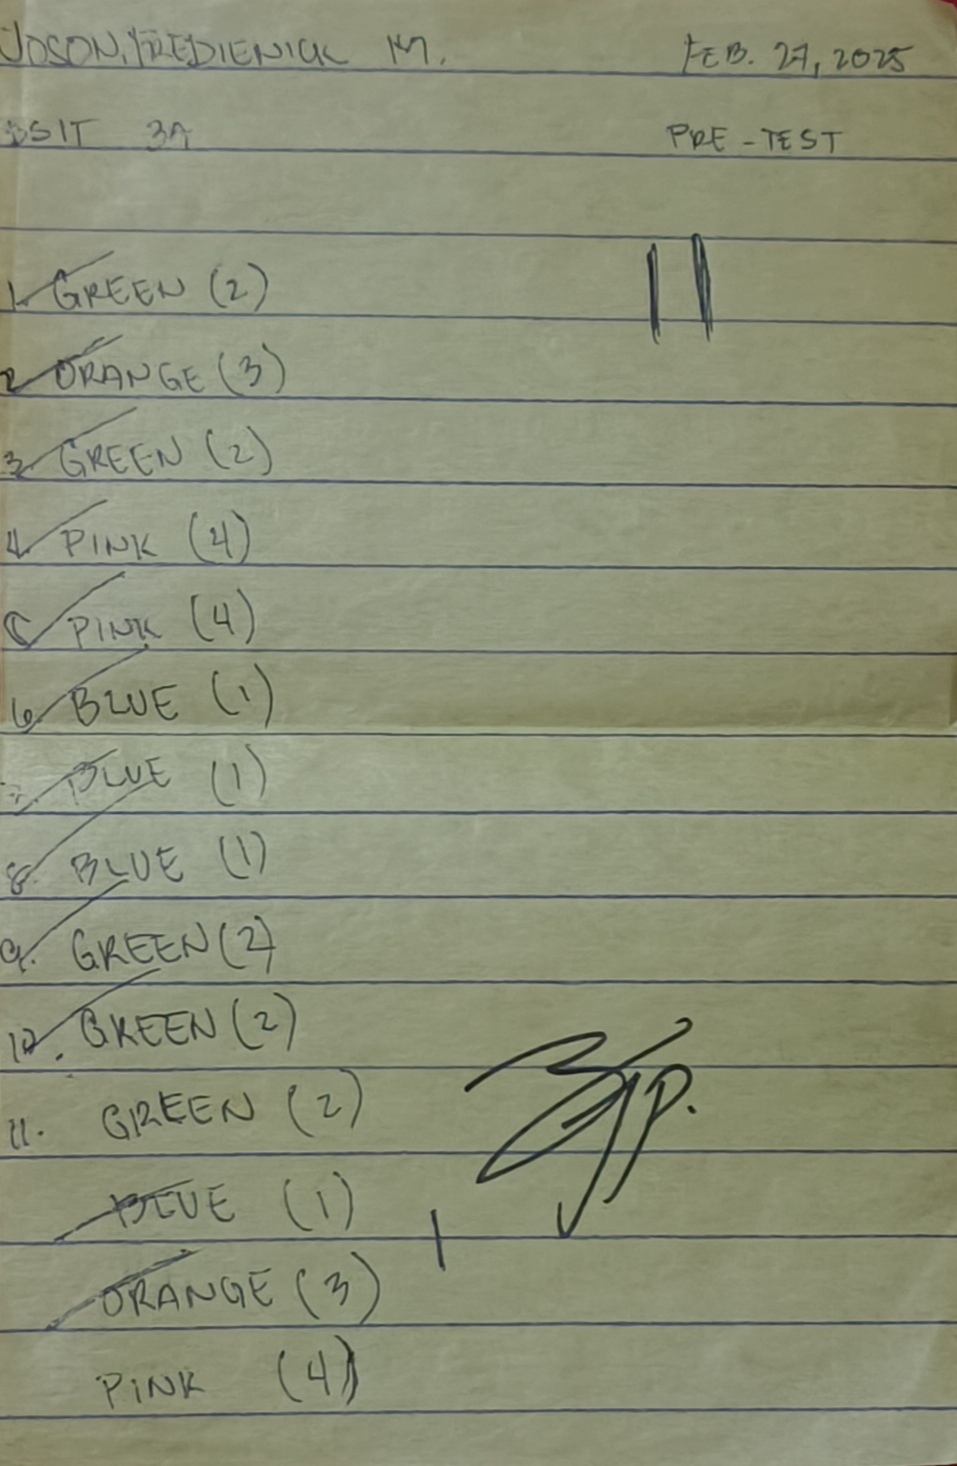 JOSON, FREDIENICK M. FEB. 27, 2025
BSIT 3A PRE-TEST
11
1. GREEN (2)
2. ORANGE (3)
3. GREEN (2)
4. PINK (4)
5. PINK (4)
6. BLUE (1)
7. BLUE (1)
8. BLUE (1)
9. GREEN (2)
10. GREEN (2)
11. GREEN (2)
BLUE (1)
1
ORANGE (3)
PINK (4)